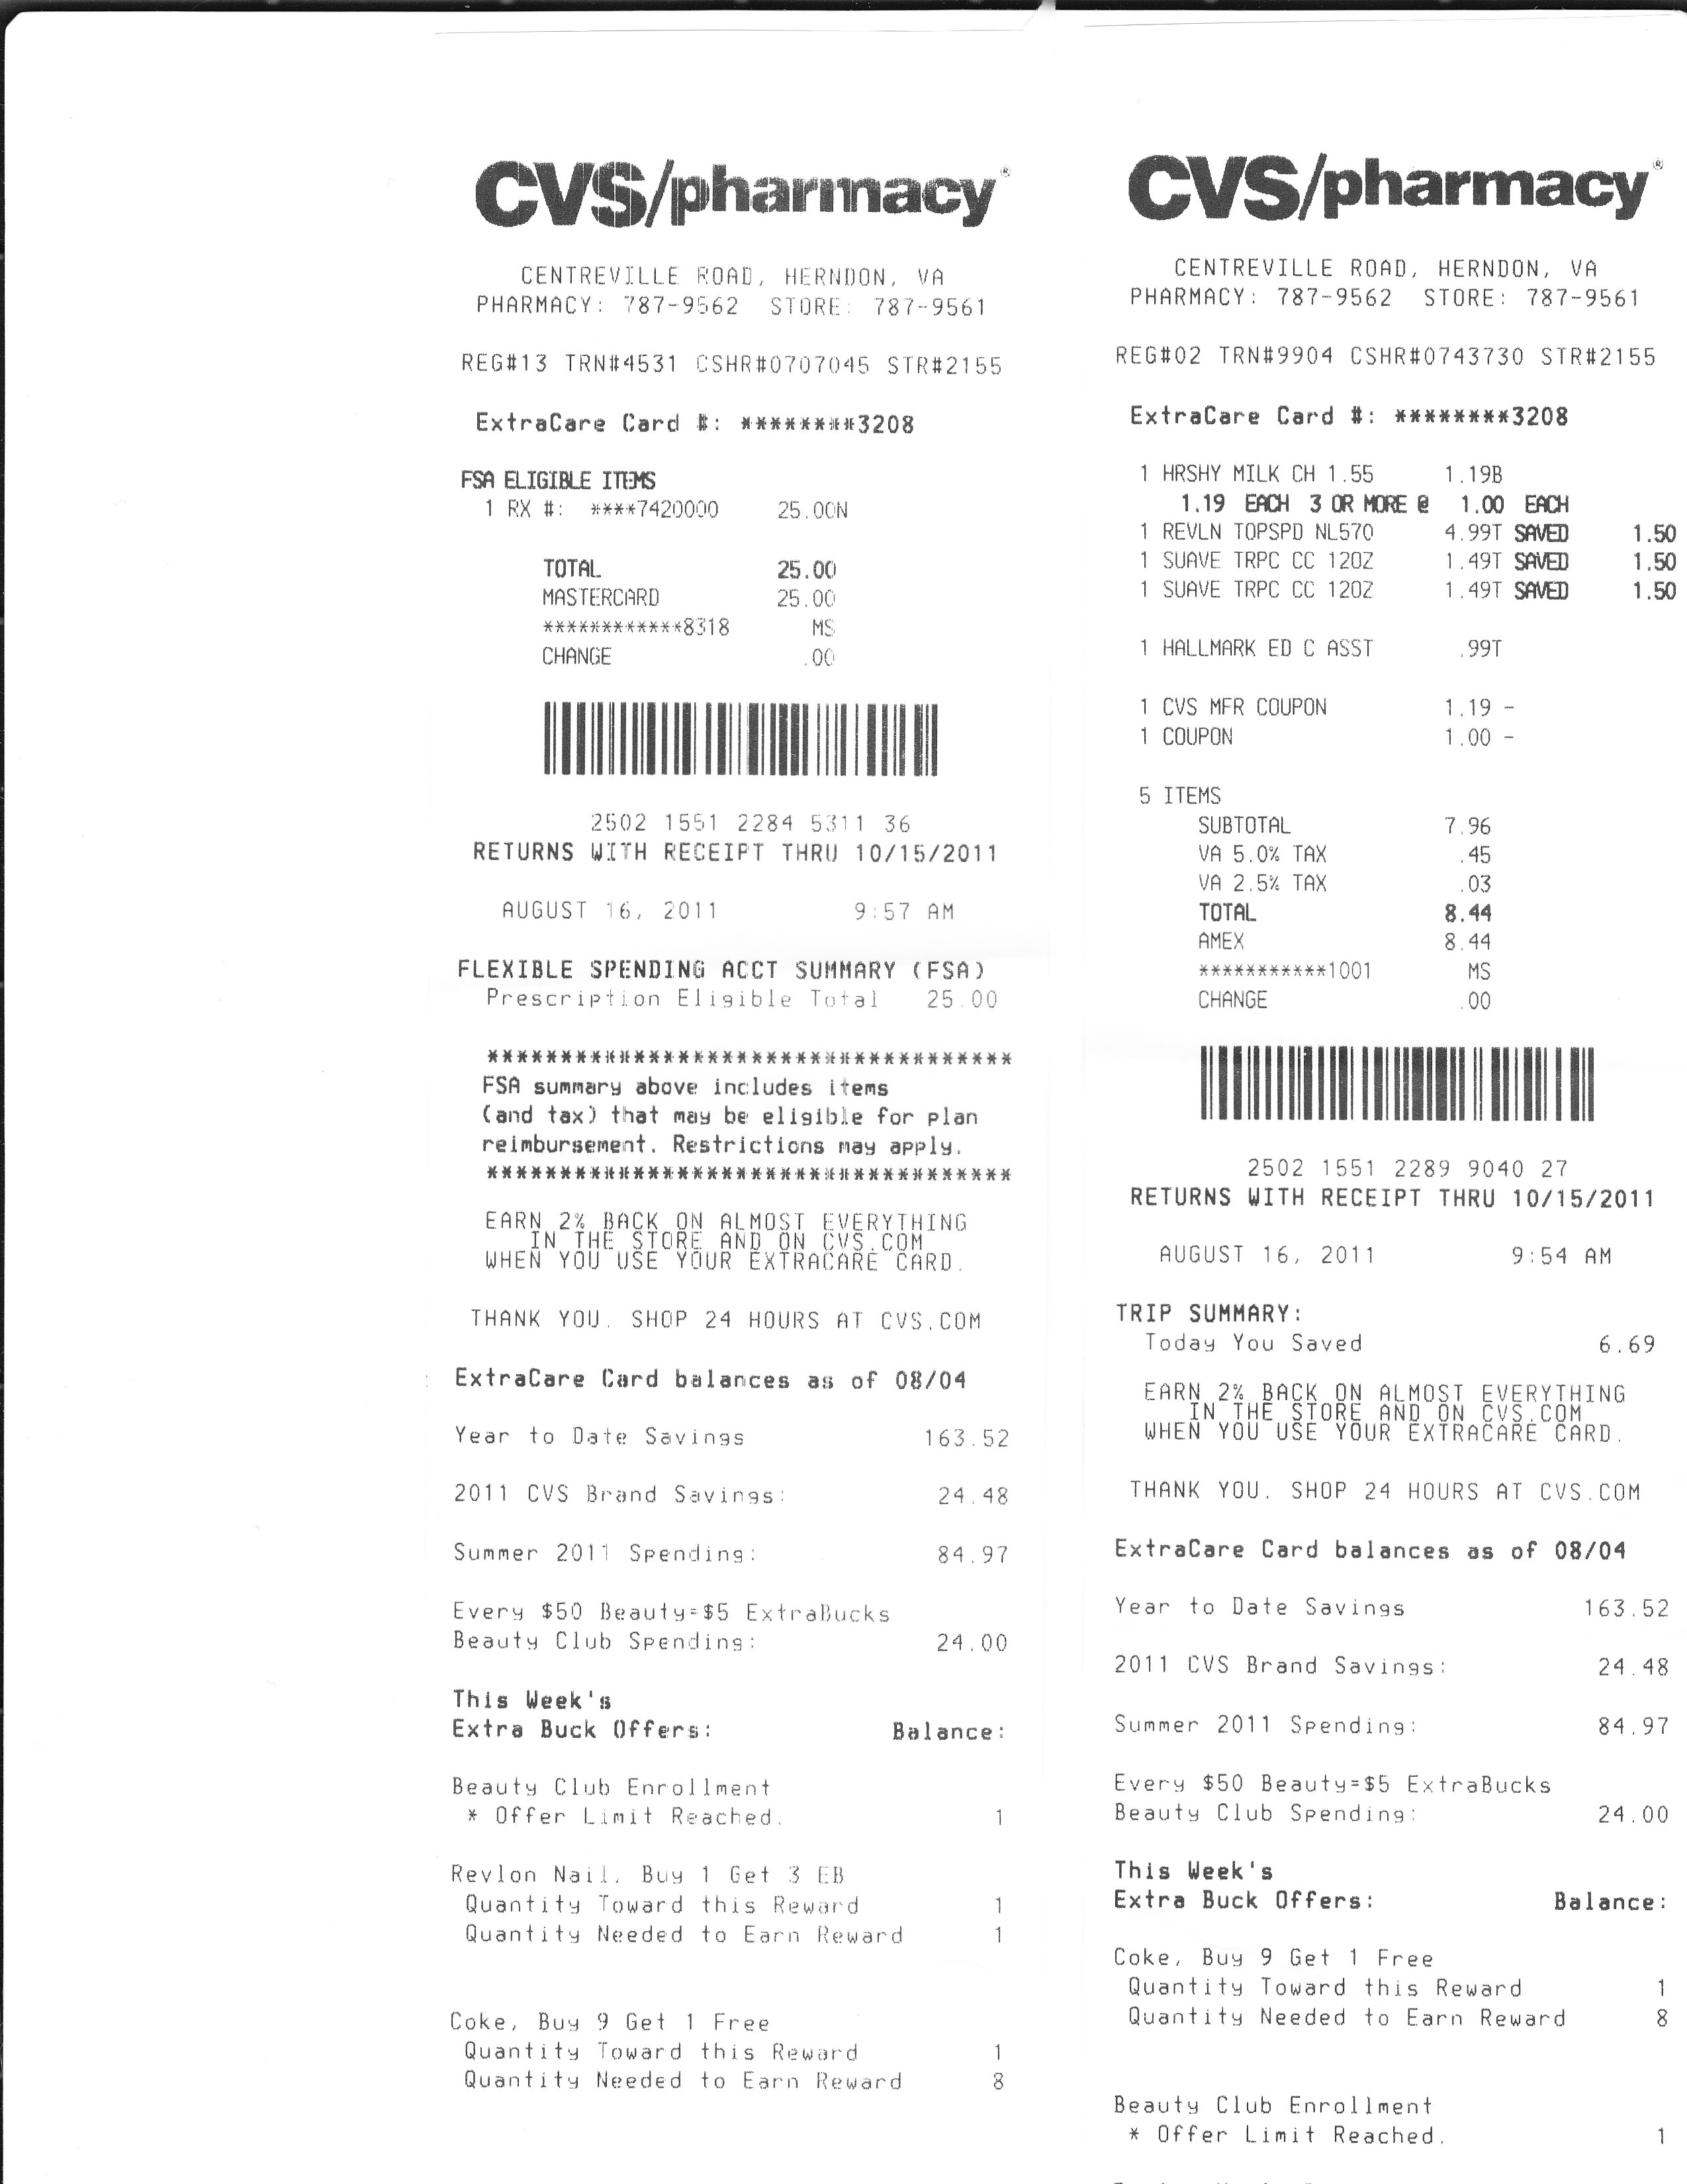 CVS/pharmacy®
CENTREVILLE ROAD, HERNDON, VA
PHARMACY: 787-9562 STORE: 787-9561
REG#13 TRN#4531 CSHR#0707045 STR#2155
ExtraCare Card #: ********3208
FSA ELIGIBLE ITEMS
1 RX #: ****7420000 25.00N
TOTAL 25.00
MASTERCARD 25.00
************8318 MS
CHANGE .00
2502 1551 2284 5311 36
RETURNS WITH RECEIPT THRU 10/15/2011
AUGUST 16, 2011 9:57 AM
FLEXIBLE SPENDING ACCT SUMMARY (FSA)
Prescription Eligible Total 25.00
************************************
FSA summary above includes items
(and tax) that may be eligible for plan
reimbursement. Restrictions may apply.
************************************
EARN 2% BACK ON ALMOST EVERYTHING
IN THE STORE AND ON CVS.COM
WHEN YOU USE YOUR EXTRACARE CARD.
THANK YOU. SHOP 24 HOURS AT CVS.COM
ExtraCare Card balances as of 08/04
Year to Date Savings 163.52
2011 CVS Brand Savings: 24.48
Summer 2011 Spending: 84.97
Every $50 Beauty=$5 ExtraBucks
Beauty Club Spending: 24.00
This Week's
Extra Buck Offers: Balance:
Beauty Club Enrollment
* Offer Limit Reached. 1
Revlon Nail, Buy 1 Get 3 EB
Quantity Toward this Reward 1
Quantity Needed to Earn Reward 1
Coke, Buy 9 Get 1 Free
Quantity Toward this Reward 1
Quantity Needed to Earn Reward 8
CVS/pharmacy®
CENTREVILLE ROAD, HERNDON, VA
PHARMACY: 787-9562 STORE: 787-9561
REG#02 TRN#9904 CSHR#0743730 STR#2155
ExtraCare Card #: ********3208
1 HRSHY MILK CH 1.55 1.19B
1.19 EACH 3 OR MORE @ 1.00 EACH
1 REVLN TOPSPD NL570 4.99T SAVED 1.50
1 SUAVE TRPC CC 12OZ 1.49T SAVED 1.50
1 SUAVE TRPC CC 12OZ 1.49T SAVED 1.50
1 HALLMARK ED C ASST .99T
1 CVS MFR COUPON 1.19 -
1 COUPON 1.00 -
5 ITEMS
SUBTOTAL 7.96
VA 5.0% TAX .45
VA 2.5% TAX .03
TOTAL 8.44
AMEX 8.44
***********1001 MS
CHANGE .00
2502 1551 2289 9040 27
RETURNS WITH RECEIPT THRU 10/15/2011
AUGUST 16, 2011 9:54 AM
TRIP SUMMARY:
Today You Saved 6.69
EARN 2% BACK ON ALMOST EVERYTHING
IN THE STORE AND ON CVS.COM
WHEN YOU USE YOUR EXTRACARE CARD.
THANK YOU. SHOP 24 HOURS AT CVS.COM
ExtraCare Card balances as of 08/04
Year to Date Savings 163.52
2011 CVS Brand Savings: 24.48
Summer 2011 Spending: 84.97
Every $50 Beauty=$5 ExtraBucks
Beauty Club Spending: 24.00
This Week's
Extra Buck Offers: Balance:
Coke, Buy 9 Get 1 Free
Quantity Toward this Reward 1
Quantity Needed to Earn Reward 8
Beauty Club Enrollment
* Offer Limit Reached. 1